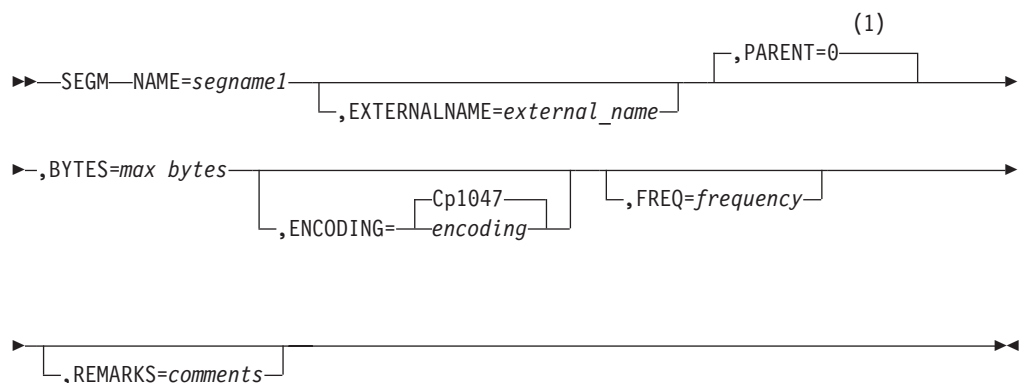 (1)
,PARENT=0
SEGM NAME=segname1
,EXTERNALNAME=external_name
,BYTES=max bytes
Cp1047
,ENCODING= encoding
,FREQ=frequency
,REMARKS=comments